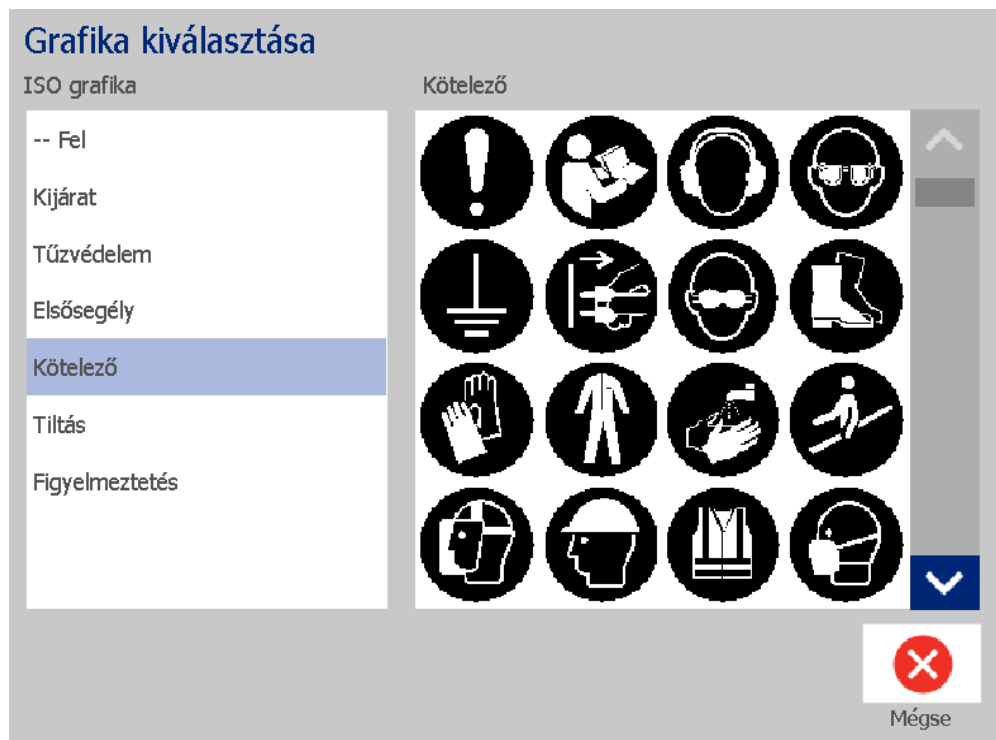 Grafika kiválasztása
ISO grafika
Kötelező
-- Fel
Kijárat
Tűzvédelem
Elsősegély
Kötelező
Tiltás
Figyelmeztetés
Mégse